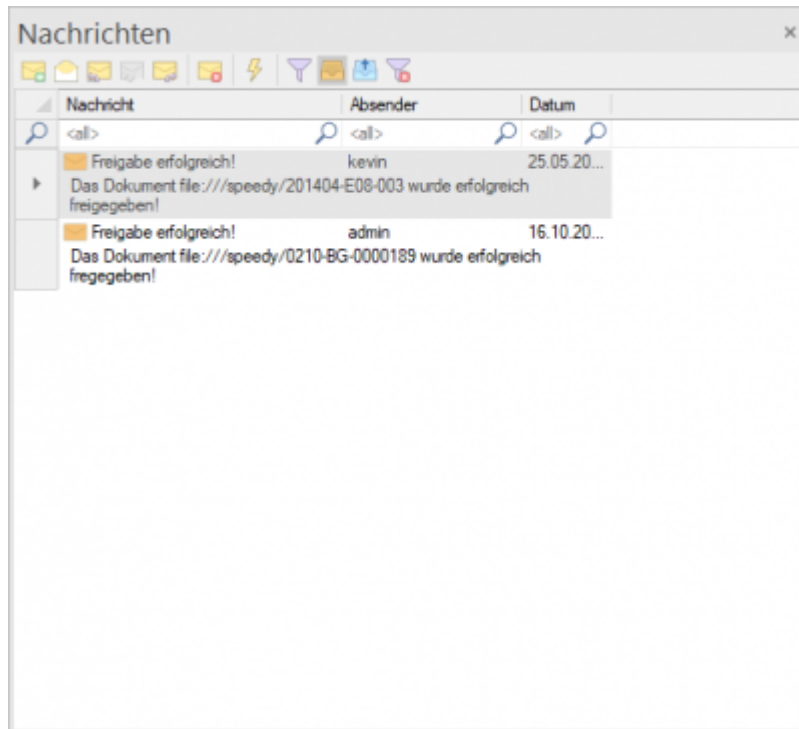 Nachrichten
Nachricht Absender Datum
<all> <all> <all>
Freigabe erfolgreich! kevin 25.05.20...
Das Dokument file:///speedy/201404-E08-003 wurde erfolgreich
freigegeben!
Freigabe erfolgreich! admin 16.10.20...
Das Dokument file:///speedy/0210-BG-0000189 wurde erfolgreich
fregegeben!